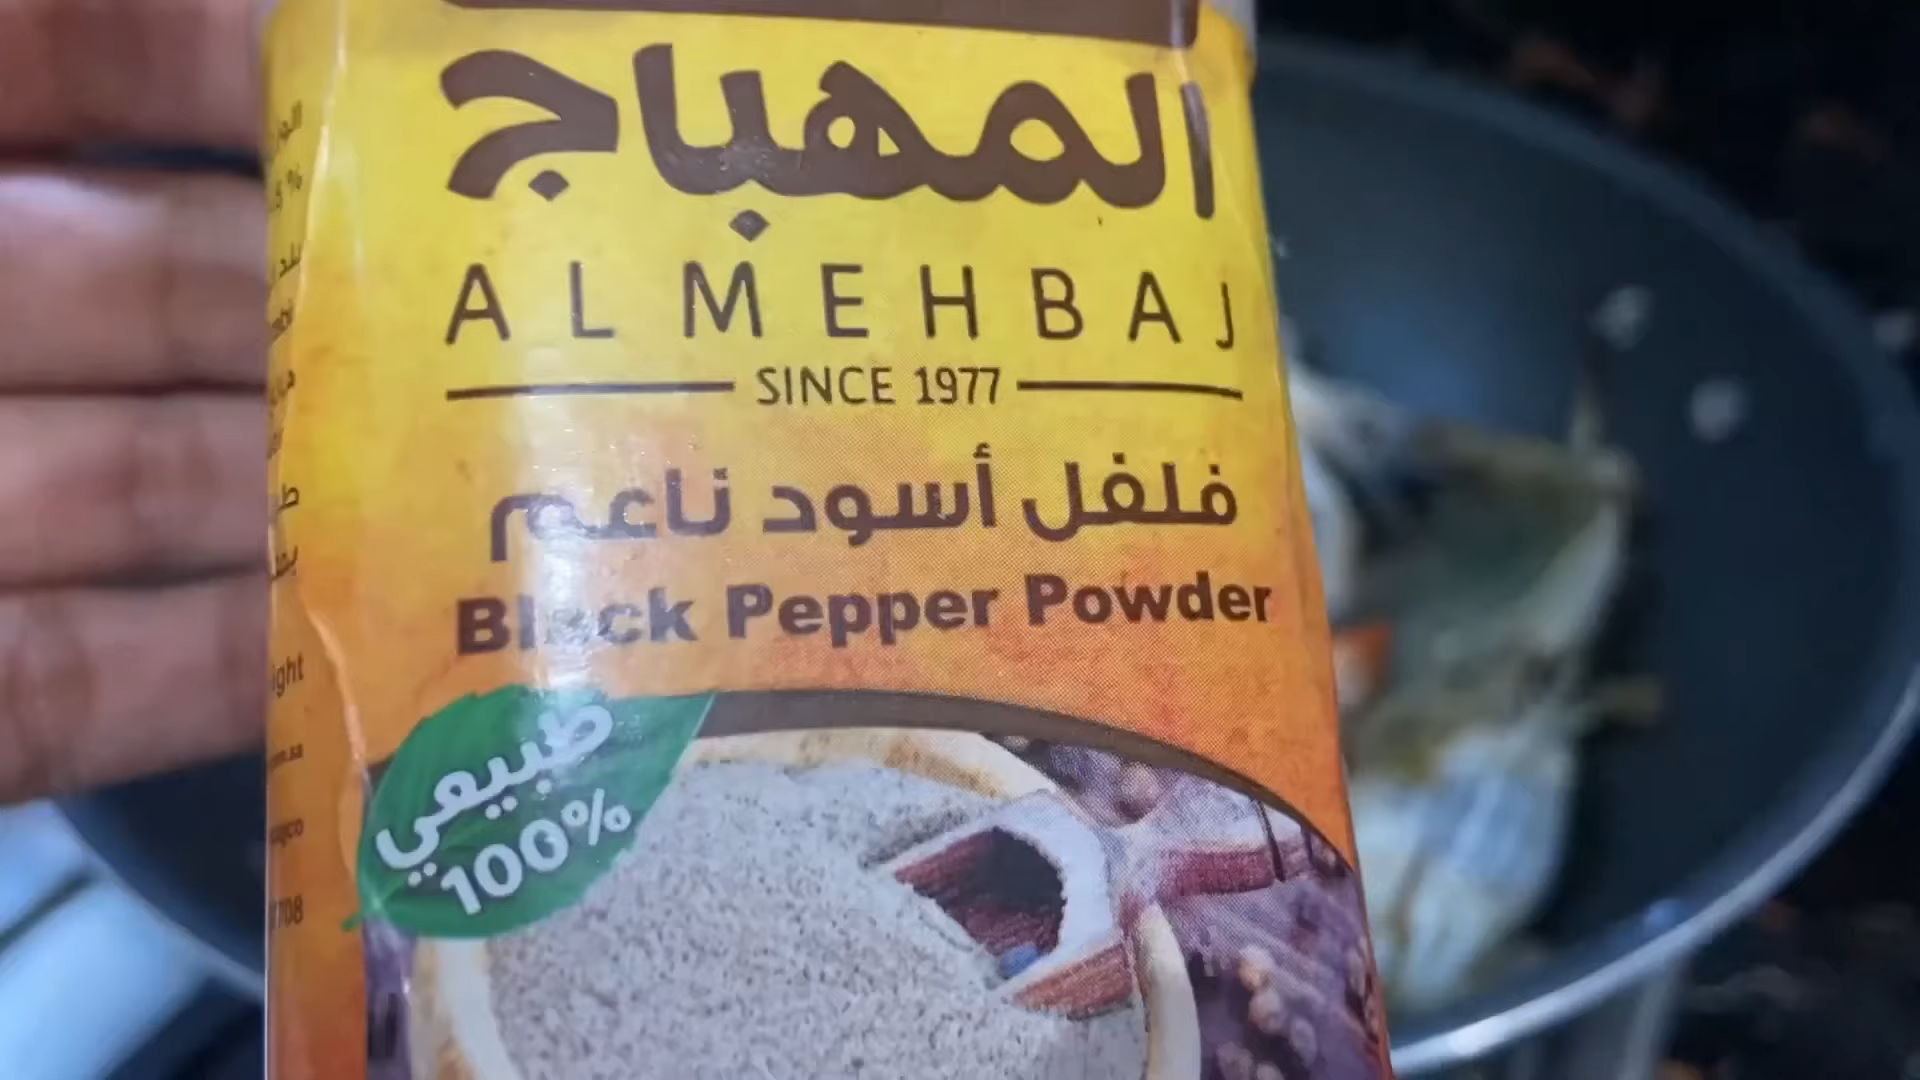 المهباج
ALMEHBAJ
SINCE 1977
فلفل أسود ناعم
Black Pepper Powder
طبيعي
100%